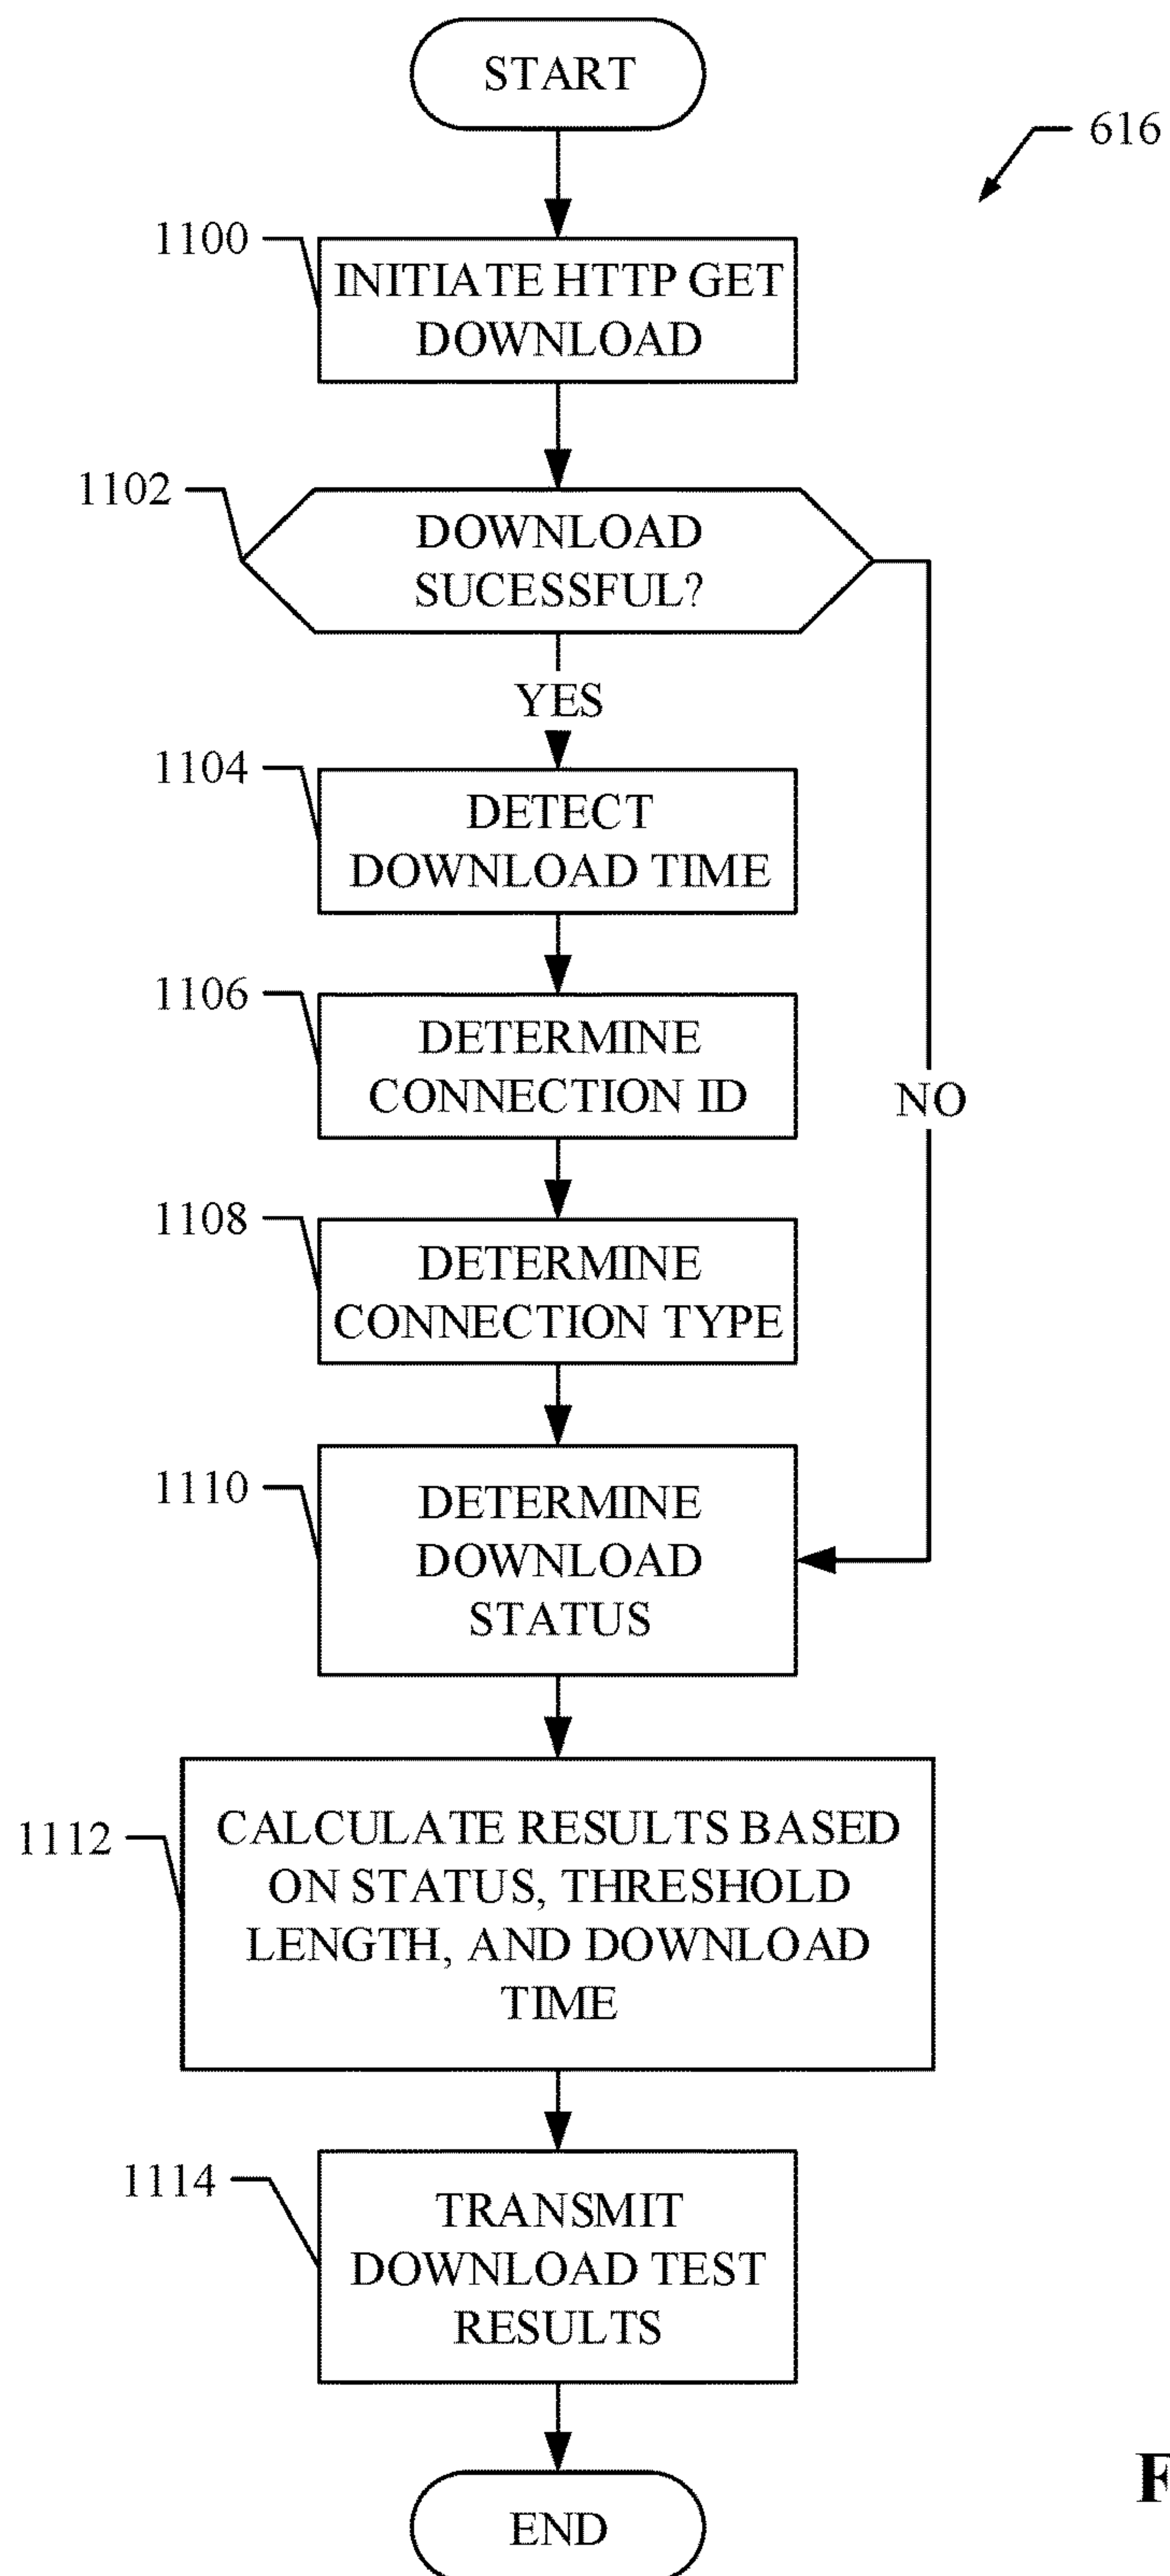 START
616
1100
INITIATE HTTP GET
DOWNLOAD
1102
DOWNLOAD
SUCESSFUL?
YES
1104
DETECT
DOWNLOAD TIME
1106
DETERMINE
CONNECTION ID
NO
1108
DETERMINE
CONNECTION TYPE
1110
DETERMINE
DOWNLOAD
STATUS
1112
CALCULATE RESULTS BASED
ON STATUS, THRESHOLD
LENGTH, AND DOWNLOAD
TIME
1114
TRANSMIT
DOWNLOAD TEST
RESULTS
END